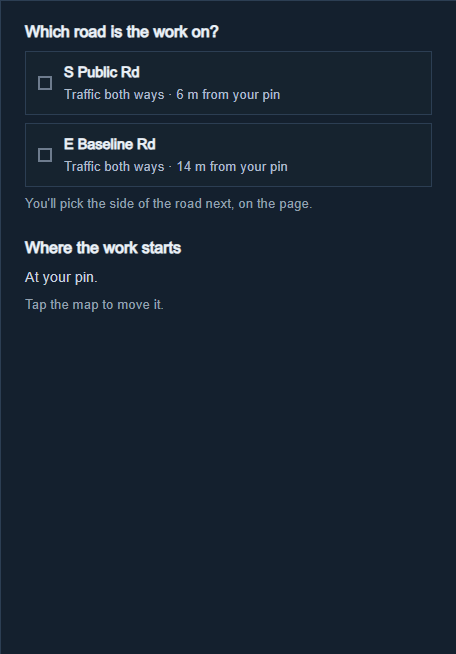 Which road is the work on?
S Public Rd
Traffic both ways · 6 m from your pin
E Baseline Rd
Traffic both ways · 14 m from your pin
You'll pick the side of the road next, on the page.
Where the work starts
At your pin.
Tap the map to move it.